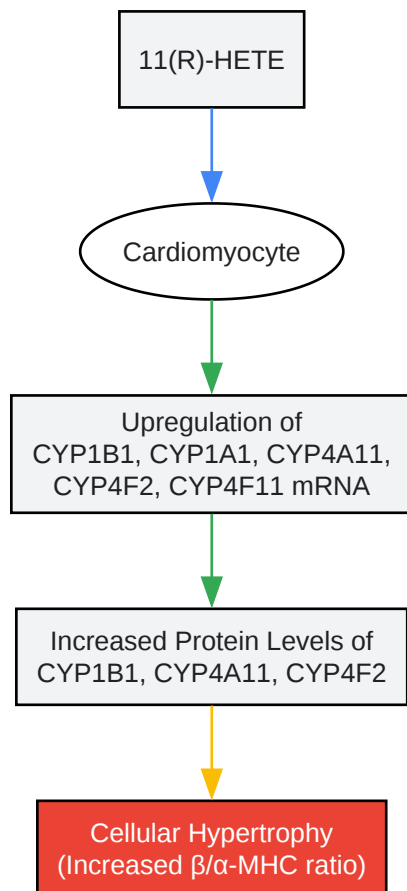 11(R)-HETE
Cardiomyocyte
Upregulation of
CYP1B1, CYP1A1, CYP4A11,
CYP4F2, CYP4F11 mRNA
Increased Protein Levels of
CYP1B1, CYP4A11, CYP4F2
Cellular Hypertrophy
(Increased β/α-MHC ratio)